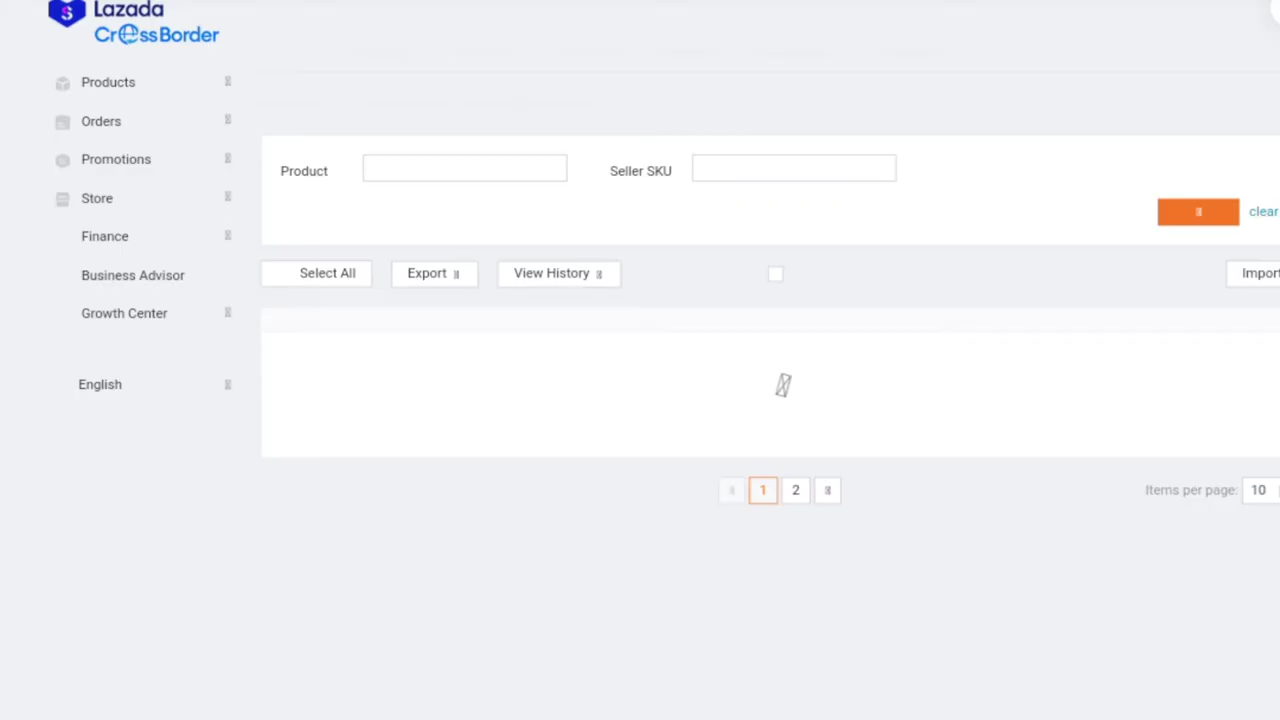 Lazada
CrossBorder
Products
Orders
Promotions
Store
Finance
Business Advisor
Growth Center
English
Product
Seller SKU
clear
Select All
Export
View History
Import
1
2
Items per page: 10